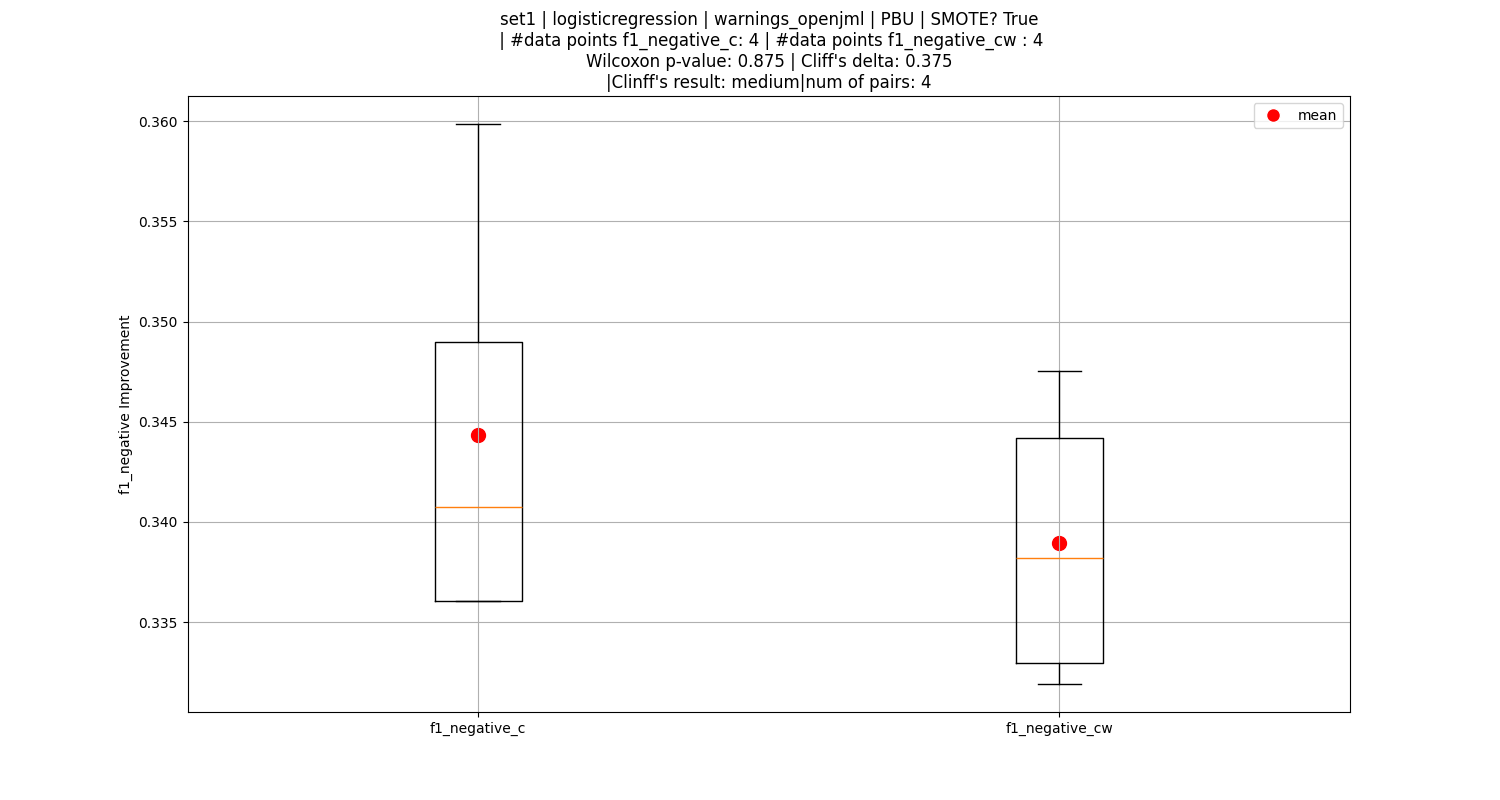 set1 | logisticregression | warnings_openjml | PBU | SMOTE? True
| #data points f1_negative_c: 4 | #data points f1_negative_cw : 4
Wilcoxon p-value: 0.875 | Cliff's delta: 0.375
|Clinff's result: medium|num of pairs: 4
mean
0.360
0.355
0.350
0.345
0.340
0.335
f1_negative Improvement
f1_negative_c
f1_negative_cw